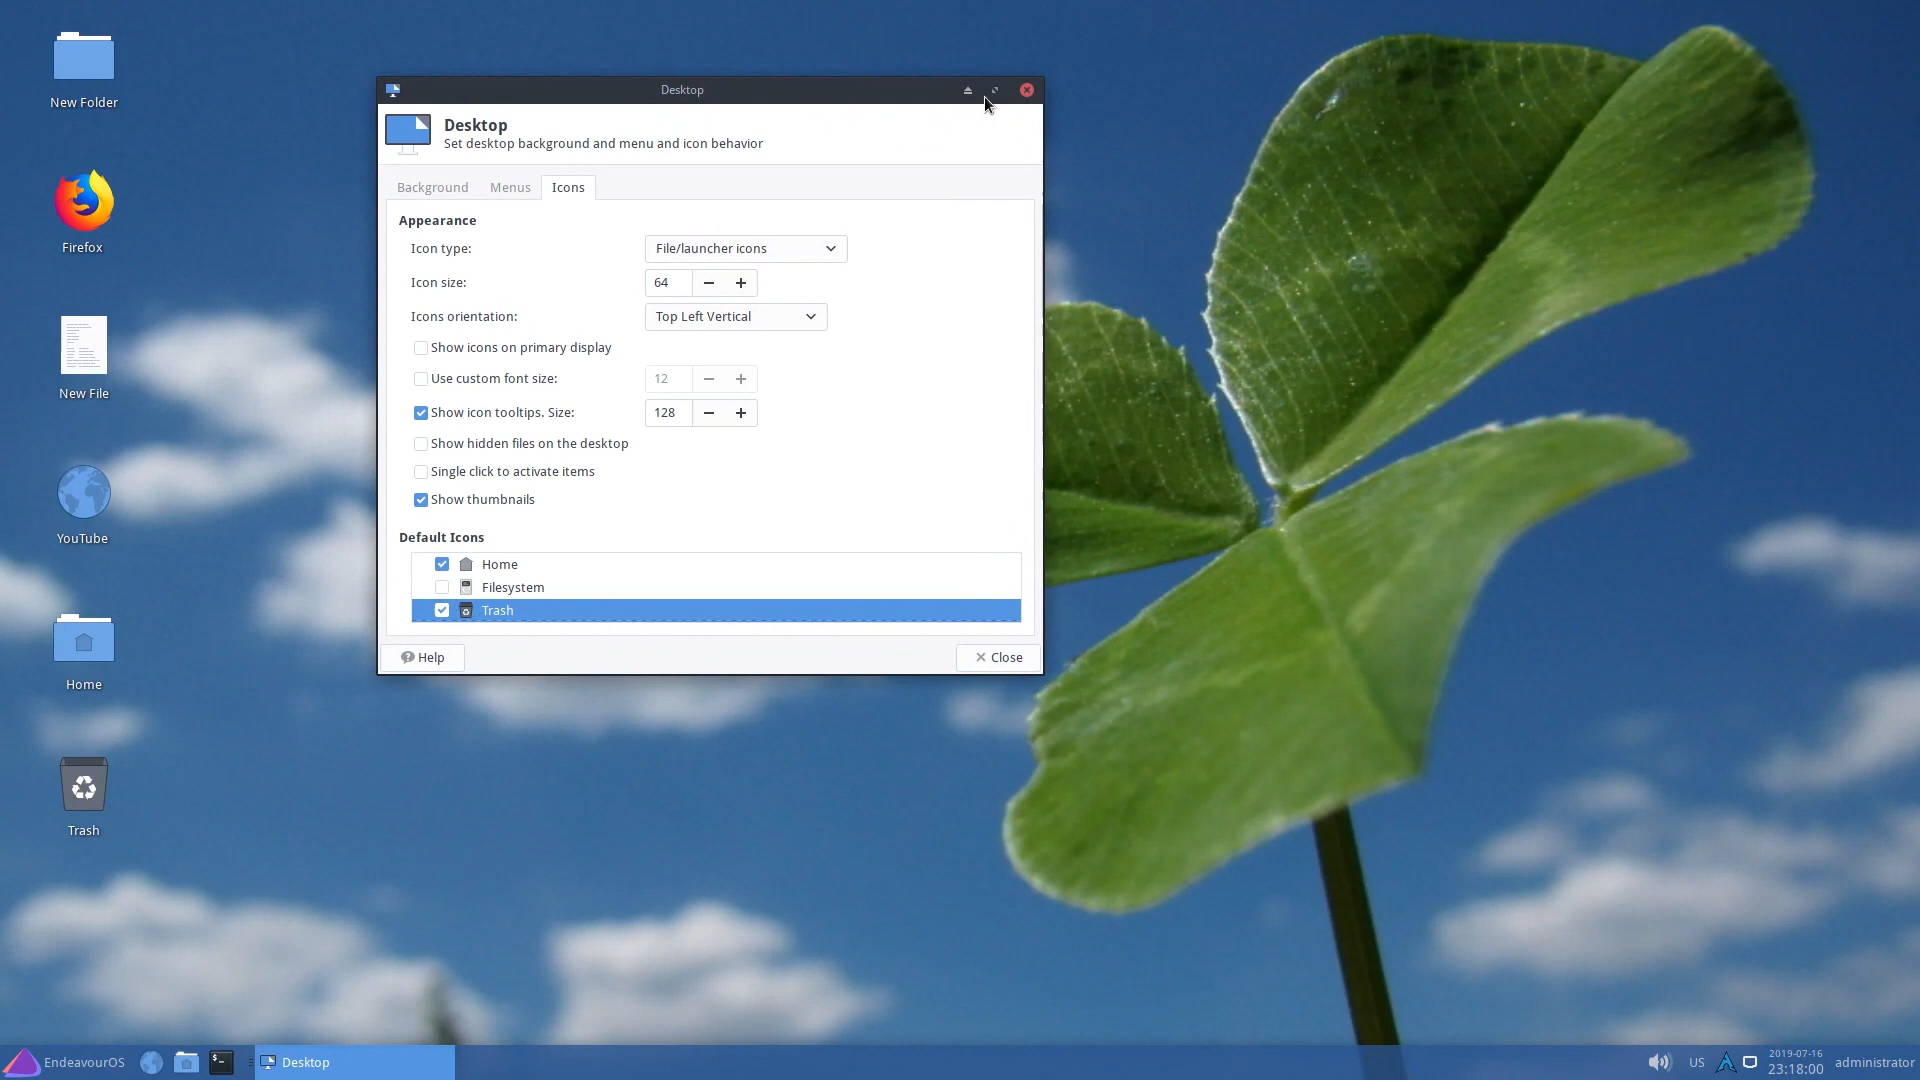 New Folder
Firefox
New File
YouTube
Home
Trash
Desktop
Desktop
Set desktop background and menu and icon behavior
Background Menus Icons
Appearance
Icon type: File/launcher icons
Icon size: 64
Icons orientation: Top Left Vertical
Show icons on primary display
Use custom font size: 12
Show icon tooltips. Size: 128
Show hidden files on the desktop
Single click to activate items
Show thumbnails
Default Icons
Home
Filesystem
Trash
Help Close
EndeavourOS
$-
Desktop
US
2019-07-16
23:18:00
administrator